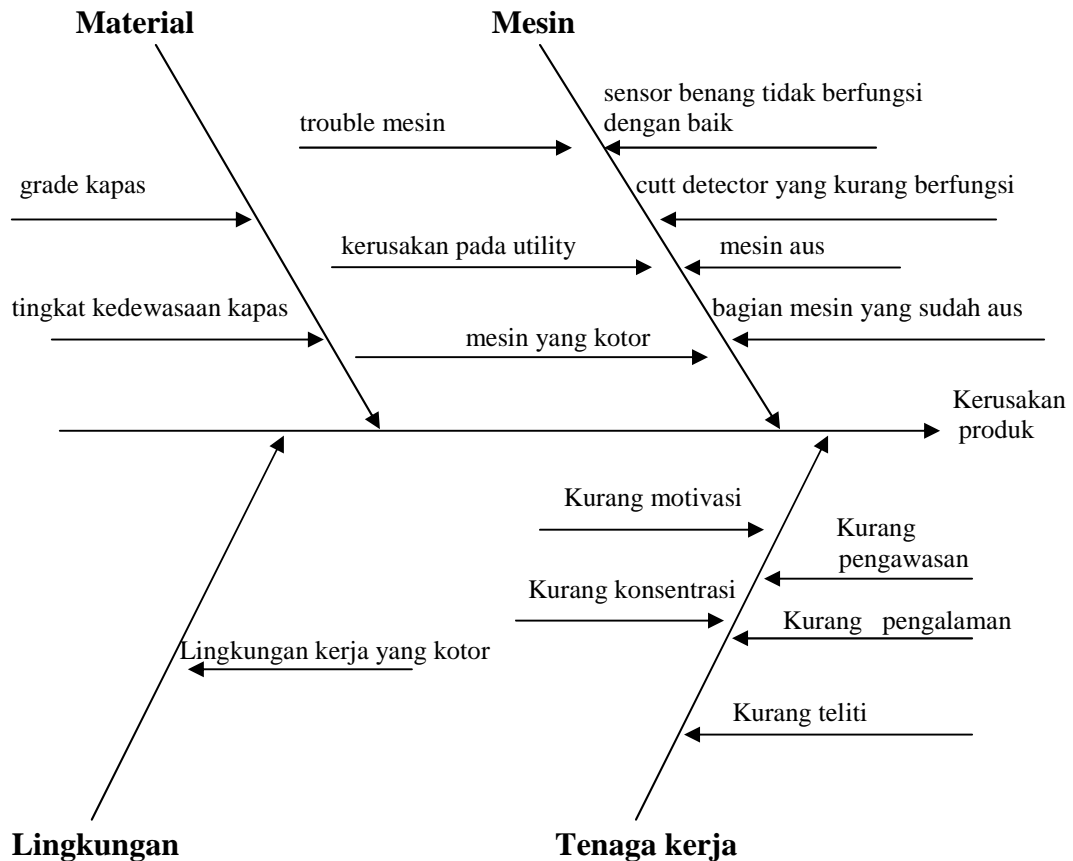 Material
Mesin
sensor benang tidak berfungsi
dengan baik
trouble mesin
grade kapas
cutt detector yang kurang berfungsi
kerusakan pada utility
mesin aus
tingkat kedewasaan kapas
bagian mesin yang sudah aus
mesin yang kotor
Kerusakan
produk
Kurang motivasi
Kurang
pengawasan
Kurang konsentrasi
Kurang pengalaman
Lingkungan kerja yang kotor
Kurang teliti
Lingkungan
Tenaga kerja